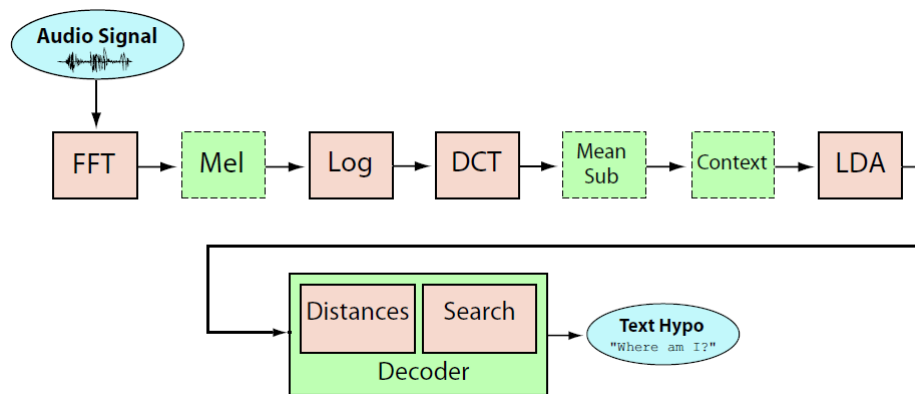 Audio Signal
FFT
Mel
Log
DCT
Mean
Sub
Context
LDA
Distances
Search
Decoder
Text Hypo
"Where am I?"